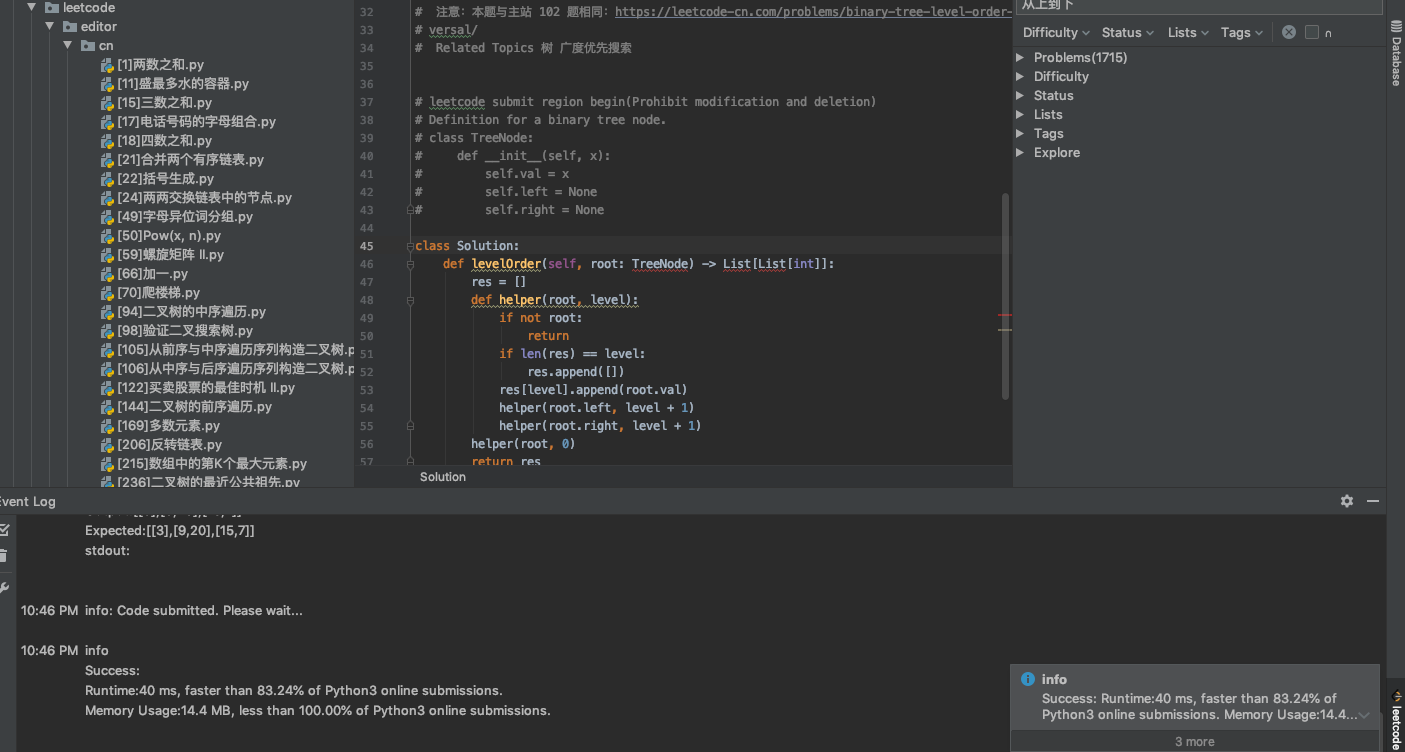 leetcode
editor
cn
[1]两数之和.py
[11]盛最多水的容器.py
[15]三数之和.py
[17]电话号码的字母组合.py
[18]四数之和.py
[21]合并两个有序链表.py
[22]括号生成.py
[24]两两交换链表中的节点.py
[49]字母异位词分组.py
[50]Pow(x, n).py
[59]螺旋矩阵 II.py
[66]加一.py
[70]爬楼梯.py
[94]二叉树的中序遍历.py
[98]验证二叉搜索树.py
[105]从前序与中序遍历序列构造二叉树.p
[106]从中序与后序遍历序列构造二叉树.p
[122]买卖股票的最佳时机 II.py
[144]二叉树的前序遍历.py
[169]多数元素.py
[206]反转链表.py
[215]数组中的第K个最大元素.py
[236]二叉树的最近公共祖先.py
32 # 注意：本题与主站 102 题相同：https://leetcode-cn.com/problems/binary-tree-level-order-
33 # versal/
34 # Related Topics 树 广度优先搜索
35
36
37 # leetcode submit region begin(Prohibit modification and deletion)
38 # Definition for a binary tree node.
39 # class TreeNode:
40 #     def __init__(self, x):
41 #         self.val = x
42 #         self.left = None
43 #         self.right = None
44
45 class Solution:
46     def levelOrder(self, root: TreeNode) -> List[List[int]]:
47         res = []
48         def helper(root, level):
49             if not root:
50                 return
51             if len(res) == level:
52                 res.append([])
53             res[level].append(root.val)
54             helper(root.left, level + 1)
55             helper(root.right, level + 1)
56         helper(root, 0)
57         return res
Solution
从上到下
Difficulty Status Lists Tags
Problems(1715)
Difficulty
Status
Lists
Tags
Explore
Database
Event Log
Expected:[[3],[9,20],[15,7]]
stdout:
10:46 PM info: Code submitted. Please wait...
10:46 PM info
Success:
Runtime:40 ms, faster than 83.24% of Python3 online submissions.
Memory Usage:14.4 MB, less than 100.00% of Python3 online submissions.
info
Success: Runtime:40 ms, faster than 83.24% of
Python3 online submissions. Memory Usage:14.4...
3 more
leetcode